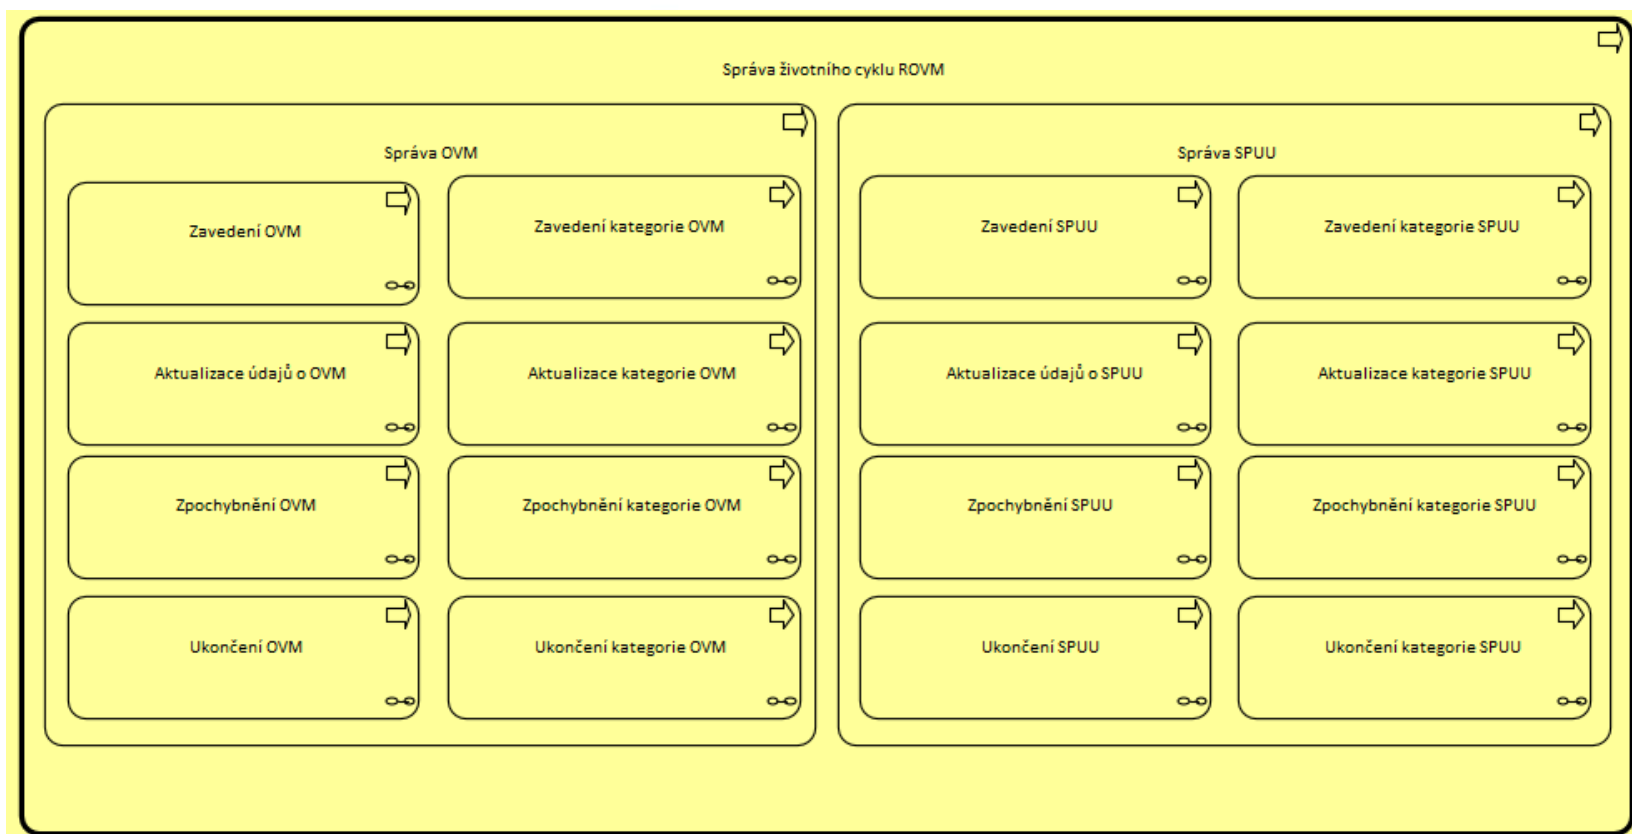 Správa životního cyklu ROVM
Správa OVM
Zavedení OVM
Zavedení kategorie OVM
Aktualizace údajů o OVM
Aktualizace kategorie OVM
Zpochybnění OVM
Zpochybnění kategorie OVM
Ukončení OVM
Ukončení kategorie OVM
Správa SPUU
Zavedení SPUU
Zavedení kategorie SPUU
Aktualizace údajů o SPUU
Aktualizace kategorie SPUU
Zpochybnění SPUU
Zpochybnění kategorie SPUU
Ukončení SPUU
Ukončení kategorie SPUU